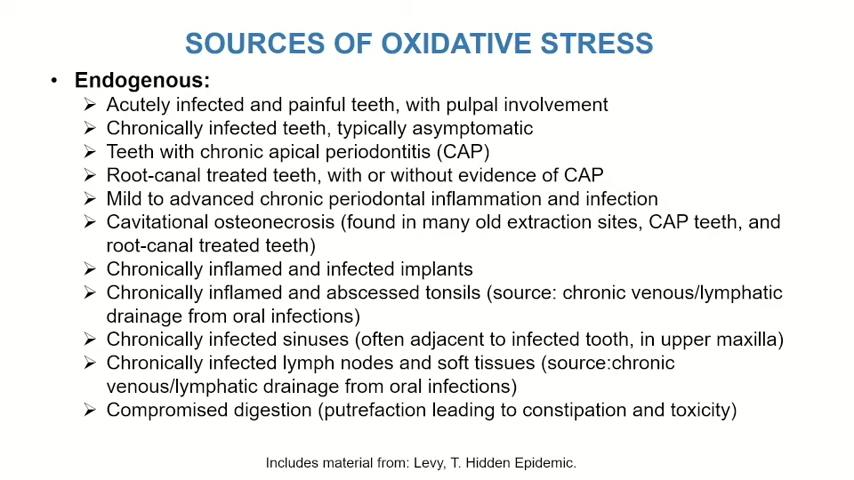 SOURCES OF OXIDATIVE STRESS
• Endogenous:
➢ Acutely infected and painful teeth, with pulpal involvement
➢ Chronically infected teeth, typically asymptomatic
➢ Teeth with chronic apical periodontitis (CAP)
➢ Root-canal treated teeth, with or without evidence of CAP
➢ Mild to advanced chronic periodontal inflammation and infection
➢ Cavitational osteonecrosis (found in many old extraction sites, CAP teeth, and
root-canal treated teeth)
➢ Chronically inflamed and infected implants
➢ Chronically inflamed and abscessed tonsils (source: chronic venous/lymphatic
drainage from oral infections)
➢ Chronically infected sinuses (often adjacent to infected tooth, in upper maxilla)
➢ Chronically infected lymph nodes and soft tissues (source:chronic
venous/lymphatic drainage from oral infections)
➢ Compromised digestion (putrefaction leading to constipation and toxicity)
Includes material from: Levy, T. Hidden Epidemic.